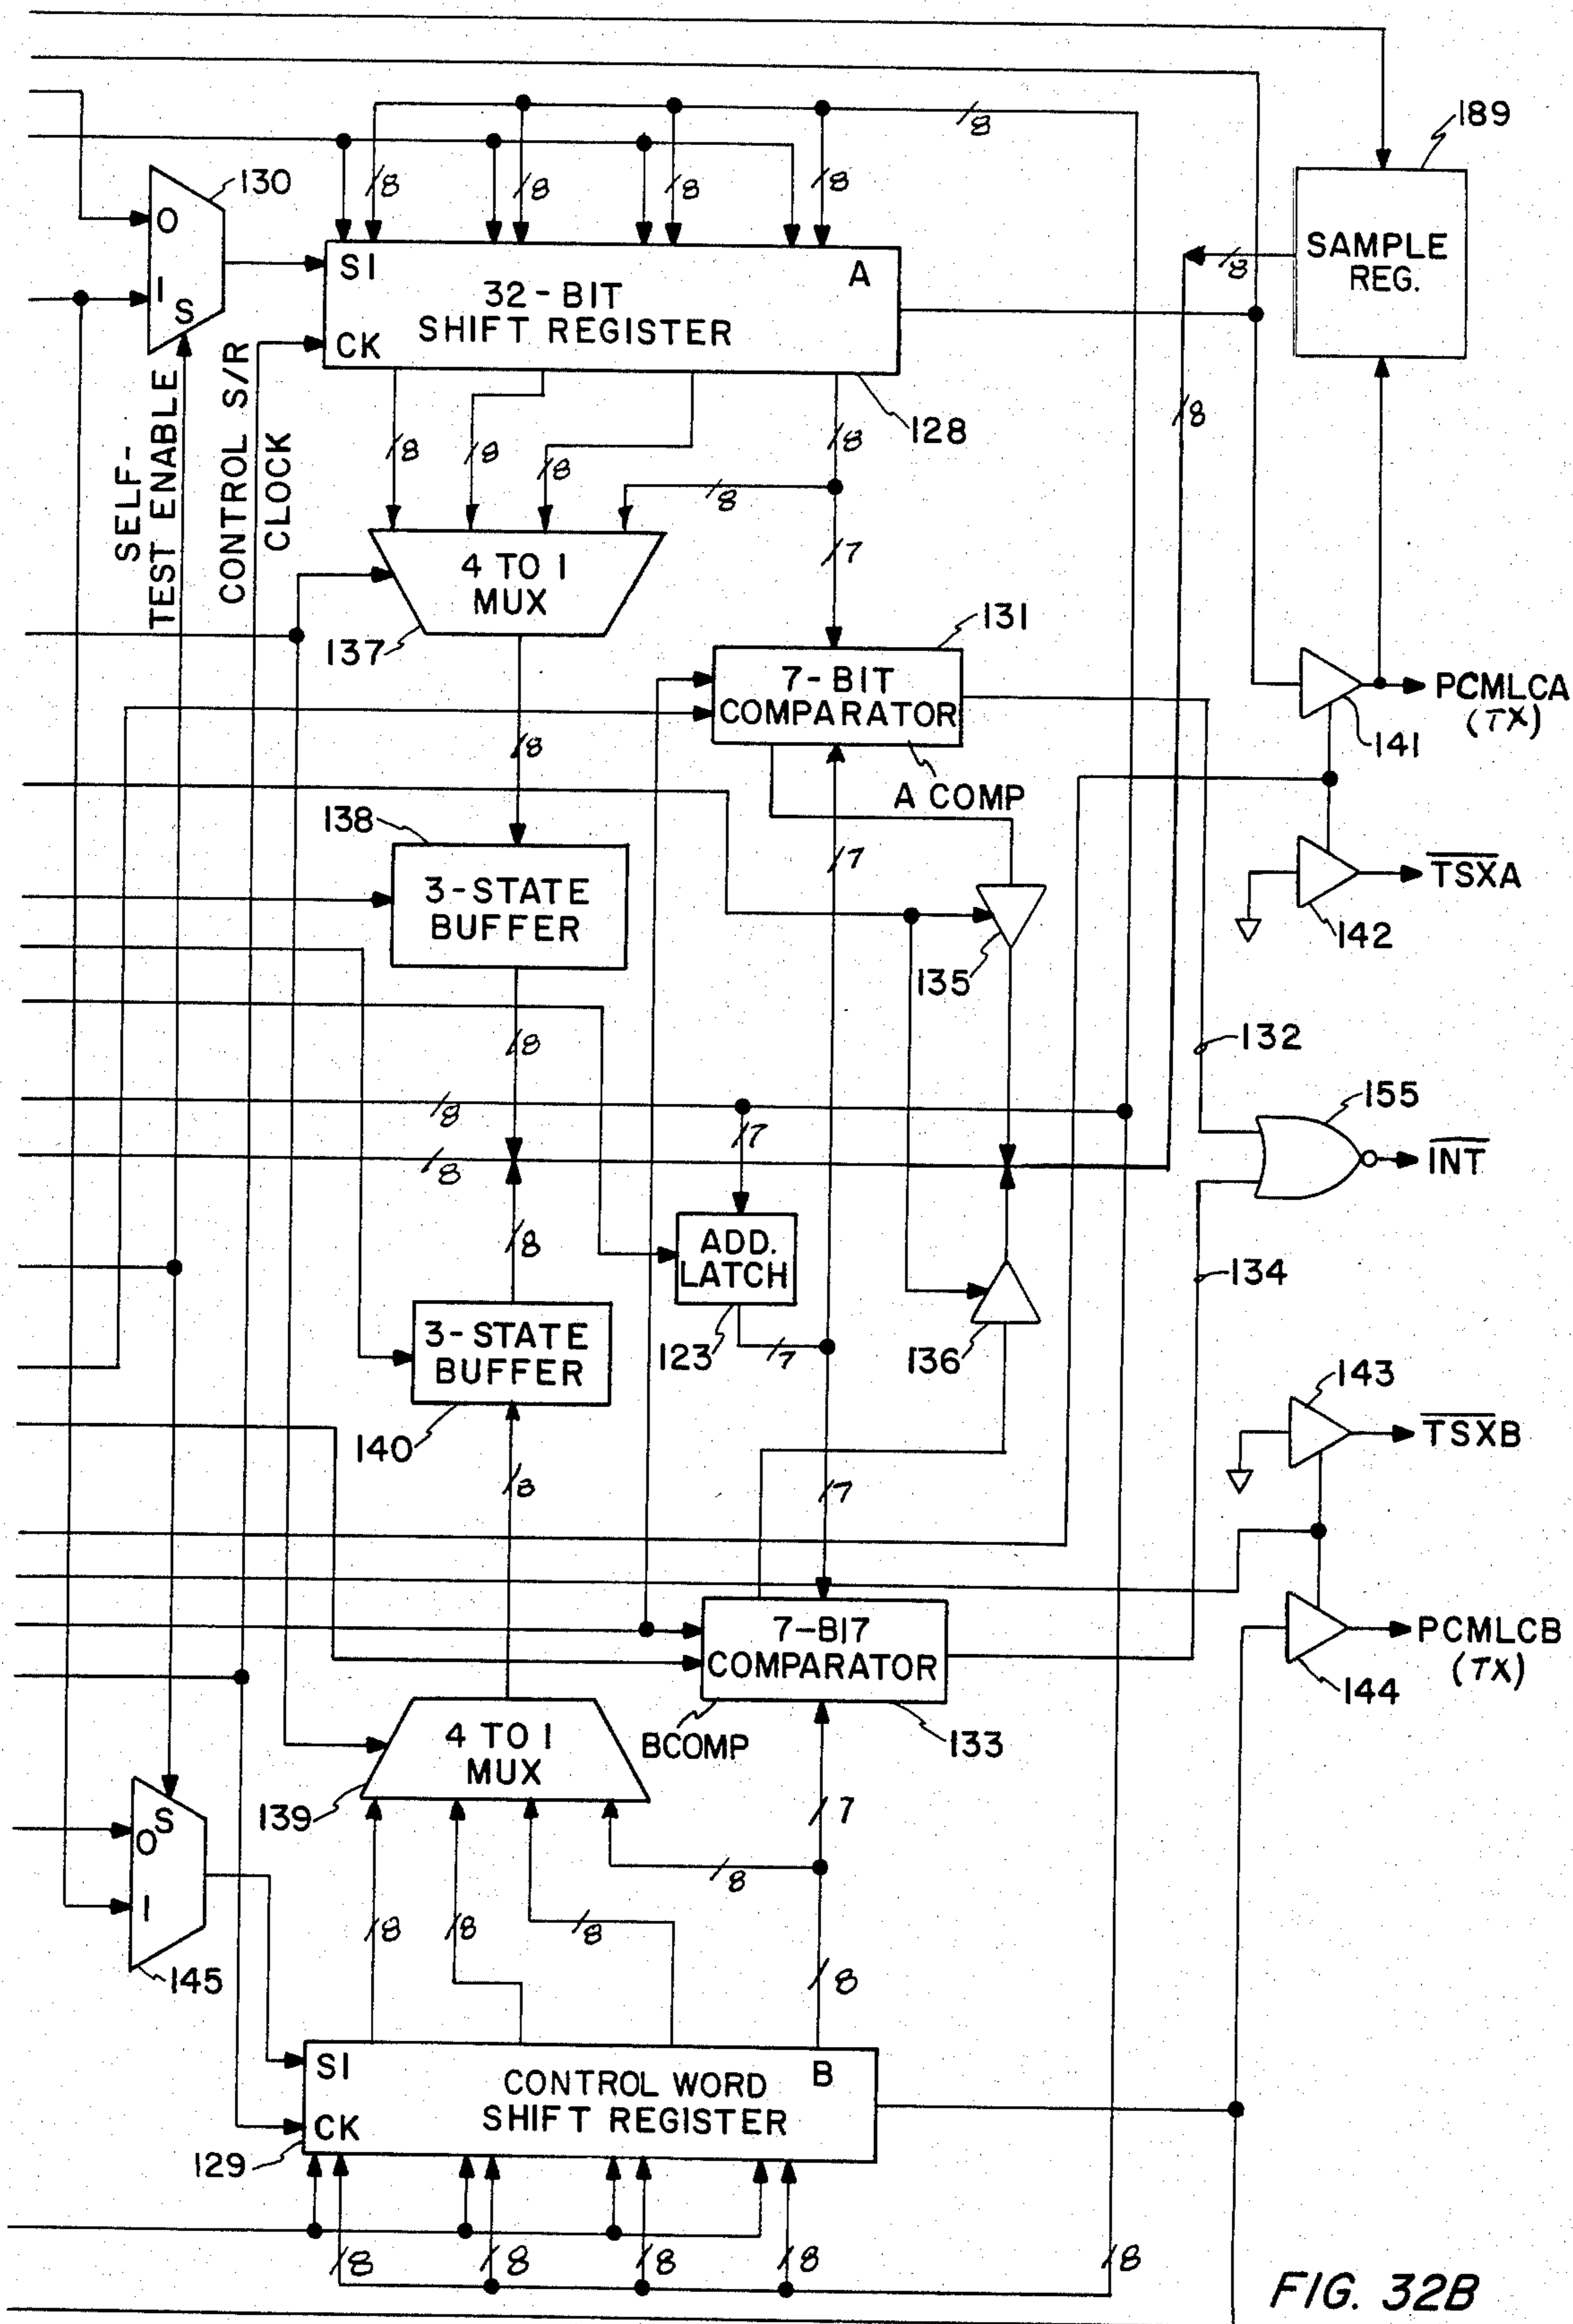 8
189
130
8
8
8
8
O
SI
A
SAMPLE
REG.
8
I
S
32-BIT
SHIFT REGISTER
CK
8
SELF-
TEST ENABLE
CONTROL S/R
CLOCK
128
8
8
8
8
8
4 TO 1
MUX
7
131
137
7-BIT
COMPARATOR
PCMLCA
(TX)
8
141
A COMP
138
7
3-STATE
BUFFER
TSXA
142
135
8
132
8
7
155
8
INT
8
ADD.
LATCH
134
3-STATE
BUFFER
123
7
136
143
140
TSXB
8
7
7-BI7
COMPARATOR
PCMLCB
(TX)
144
4 TO 1
MUX
BCOMP
133
139
S
O
7
8
I
8
8
8
145
8
SI
B
CONTROL WORD
SHIFT REGISTER
CK
129
8
8
8
8
8
FIG. 32B